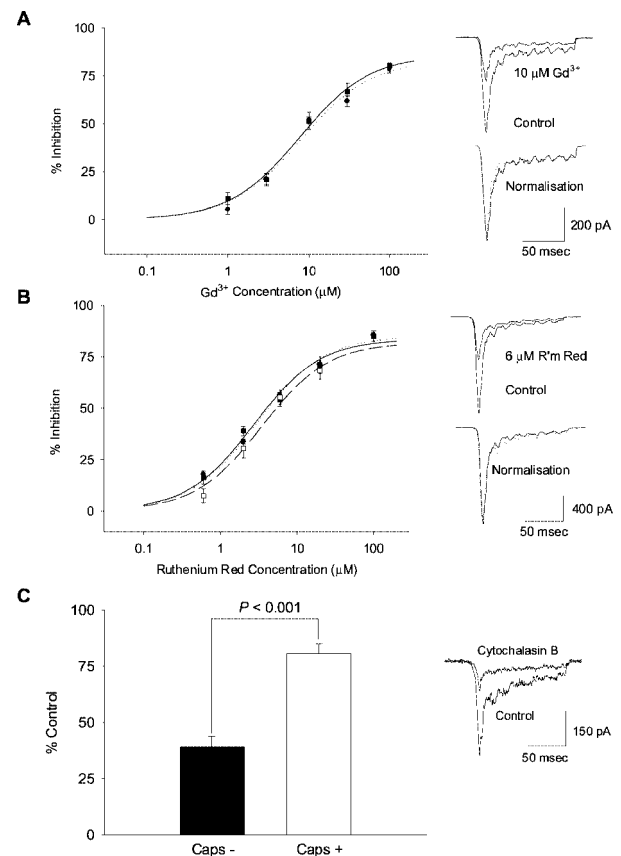 A
100
75
50
25
0
% Inhibition
0.1 1 10 100
Gd3+ Concentration (µM)
10 µM Gd3+
Control
Normalisation
200 pA
50 msec
B
100
75
50
25
0
% Inhibition
0.1 1 10 100
Ruthenium Red Concentration (µM)
6 µM R'm Red
Control
Normalisation
400 pA
50 msec
C
100
75
50
25
0
% Control
P < 0.001
Caps - Caps +
Cytochalasin B
Control
150 pA
50 msec